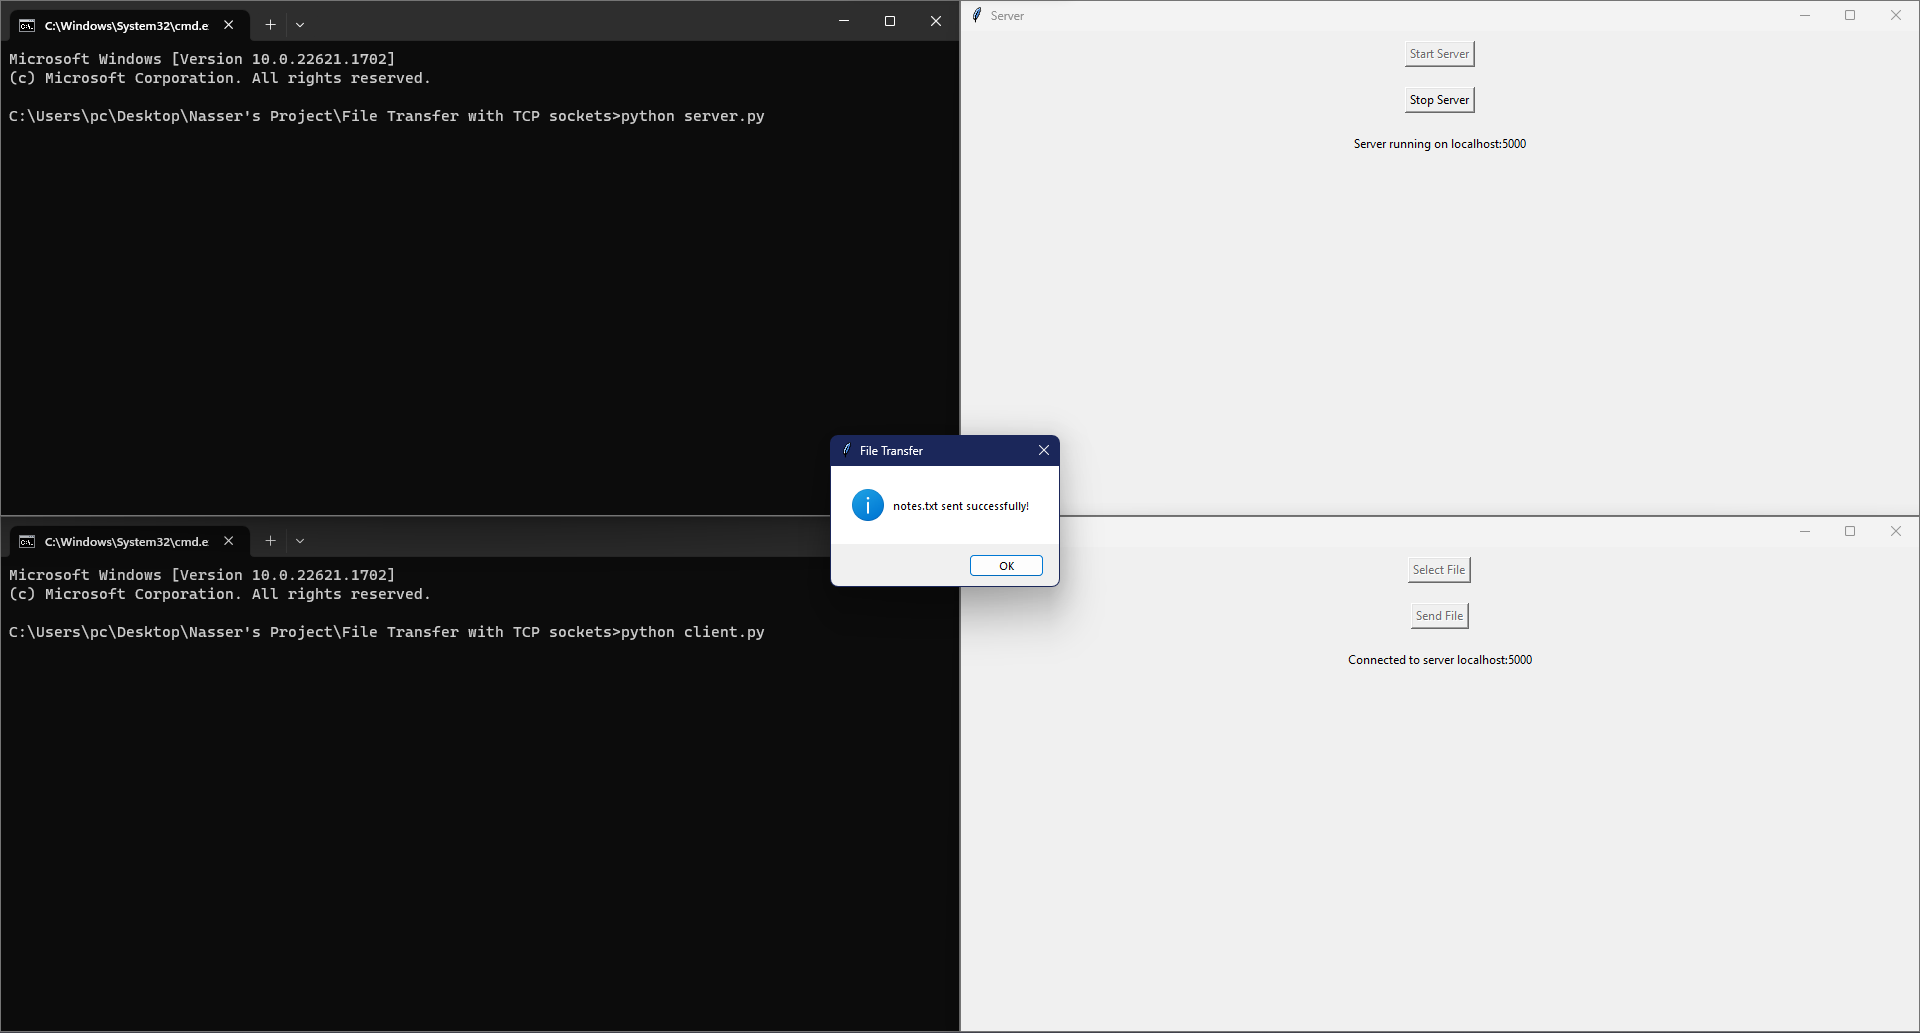 C:\Windows\System32\cmd.e
Microsoft Windows [Version 10.0.22621.1702]
(c) Microsoft Corporation. All rights reserved.
C:\Users\pc\Desktop\Nasser's Project\File Transfer with TCP sockets>python server.py
Server
Start Server
Stop Server
Server running on localhost:5000
File Transfer
notes.txt sent successfully!
OK
C:\Windows\System32\cmd.e
Microsoft Windows [Version 10.0.22621.1702]
(c) Microsoft Corporation. All rights reserved.
C:\Users\pc\Desktop\Nasser's Project\File Transfer with TCP sockets>python client.py
Select File
Send File
Connected to server localhost:5000